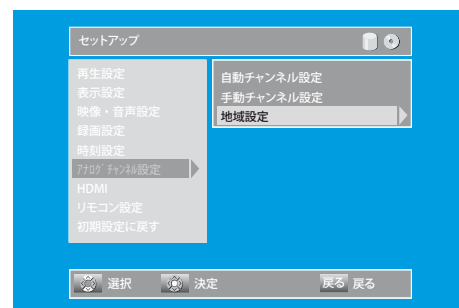 セットアップ
再生設定
表示設定
映像・音声設定
録画設定
時刻設定
ｱﾅﾛｸﾞ ﾁｬﾝﾈﾙ設定
HDMI
リモコン設定
初期設定に戻す
自動チャンネル設定
手動チャンネル設定
地域設定
選択 決定 戻る 戻る